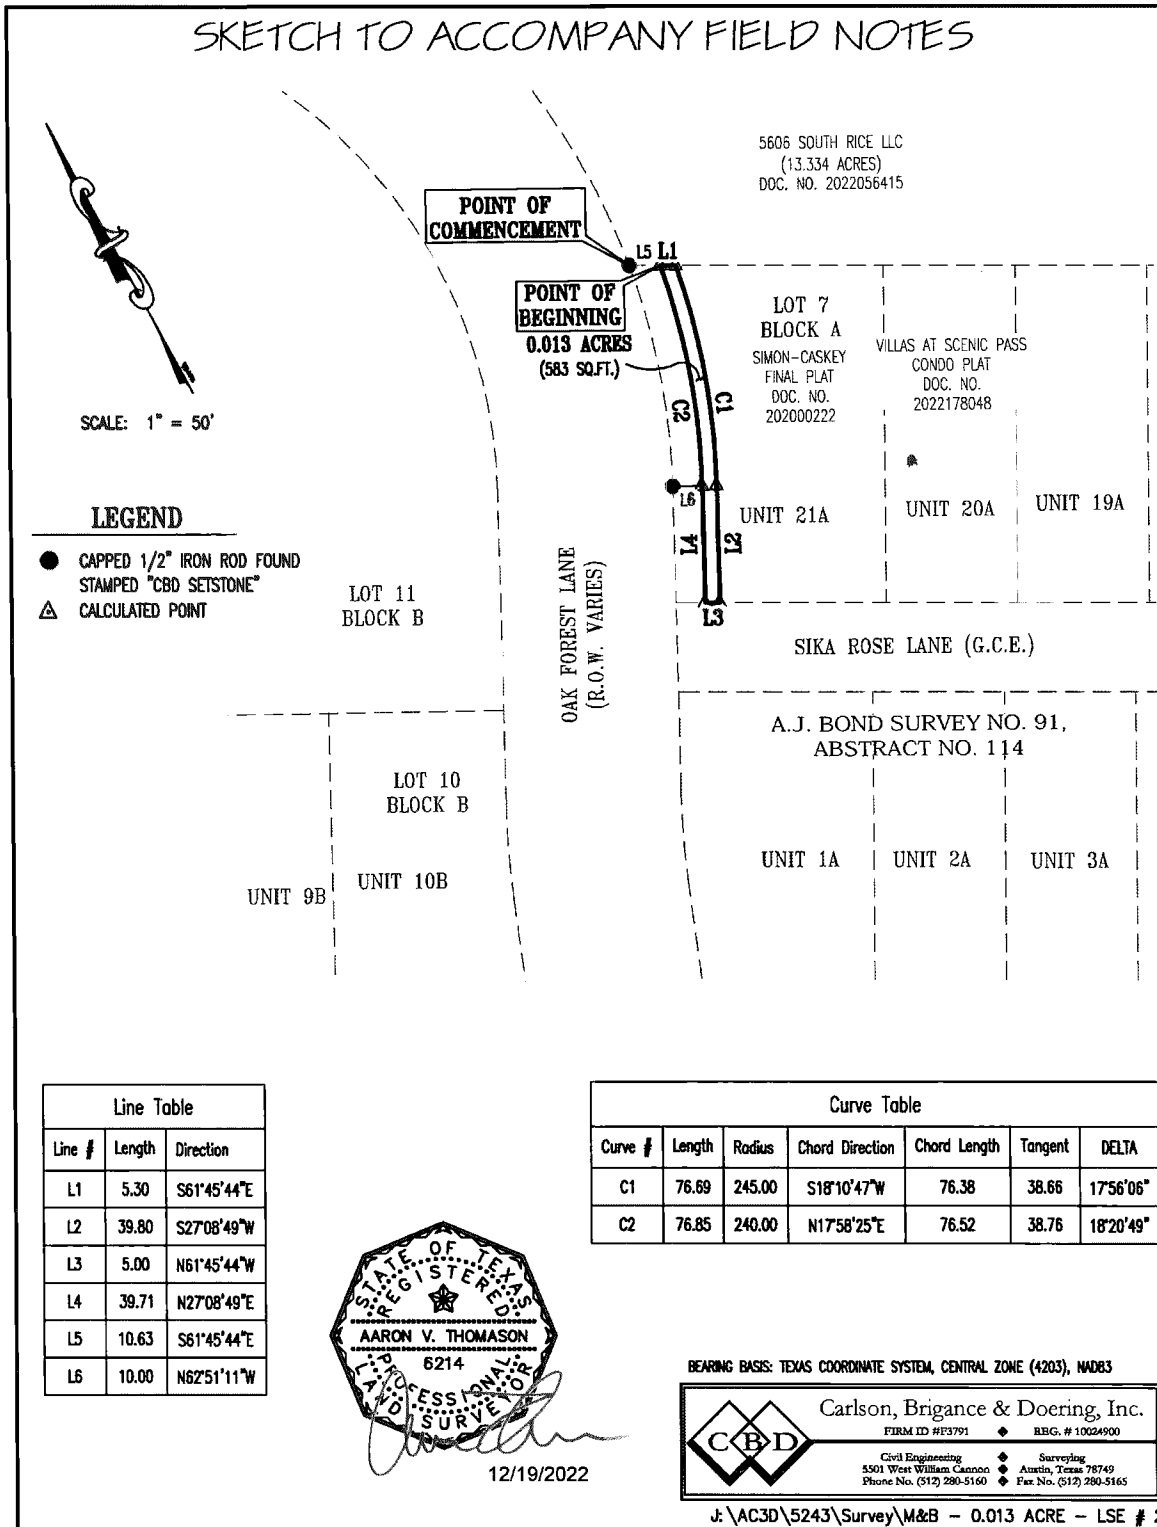 SKETCH TO ACCOMPANY FIELD NOTES
5606 SOUTH RICE LLC
(13.334 ACRES)
DOC. NO. 2022056415
POINT OF
COMMENCEMENT
L5 L1
POINT OF
BEGINNING
0.013 ACRES
(583 SQ.FT.)
C2
C1
LOT 7
BLOCK A
SIMON-CASKEY
FINAL PLAT
DOC. NO.
202000222
VILLAS AT SCENIC PASS
CONDO PLAT
DOC. NO.
2022178048
SCALE: 1" = 50'
L6
UNIT 21A
UNIT 20A
UNIT 19A
L4
L2
L3
LEGEND
CAPPED 1/2" IRON ROD FOUND
STAMPED "CBD SETSTONE"
CALCULATED POINT
LOT 11
BLOCK B
OAK FOREST LANE
(R.O.W. VARIES)
SIKA ROSE LANE (G.C.E.)
A.J. BOND SURVEY NO. 91,
ABSTRACT NO. 114
LOT 10
BLOCK B
UNIT 9B
UNIT 10B
UNIT 1A
UNIT 2A
UNIT 3A
Line Table
Line # Length Direction
L1 5.30 S61°45'44"E
L2 39.80 S27°08'49"W
L3 5.00 N61°45'44"W
L4 39.71 N27°08'49"E
L5 10.63 S61°45'44"E
L6 10.00 N62°51'11"W
Curve Table
Curve # Length Radius Chord Direction Chord Length Tangent DELTA
C1 76.69 245.00 S18°10'47"W 76.38 38.66 17°56'06"
C2 76.85 240.00 N17°58'25"E 76.52 38.76 18°20'49"
STATE OF TEXAS
REGISTERED
AARON V. THOMASON
6214
PROFESSIONAL
LAND SURVEYOR
12/19/2022
BEARING BASIS: TEXAS COORDINATE SYSTEM, CENTRAL ZONE (4203), NAD83
CBD
Carlson, Brigance & Doering, Inc.
FIRM ID #F3791 ◆ REG. # 10024900
Civil Engineering ◆ Surveying
5501 West William Cannon ◆ Austin, Texas 78749
Phone No. (512) 280-5160 ◆ Fax No. (512) 280-5165
J:\AC3D\5243\Survey\M&B - 0.013 ACRE - LSE #